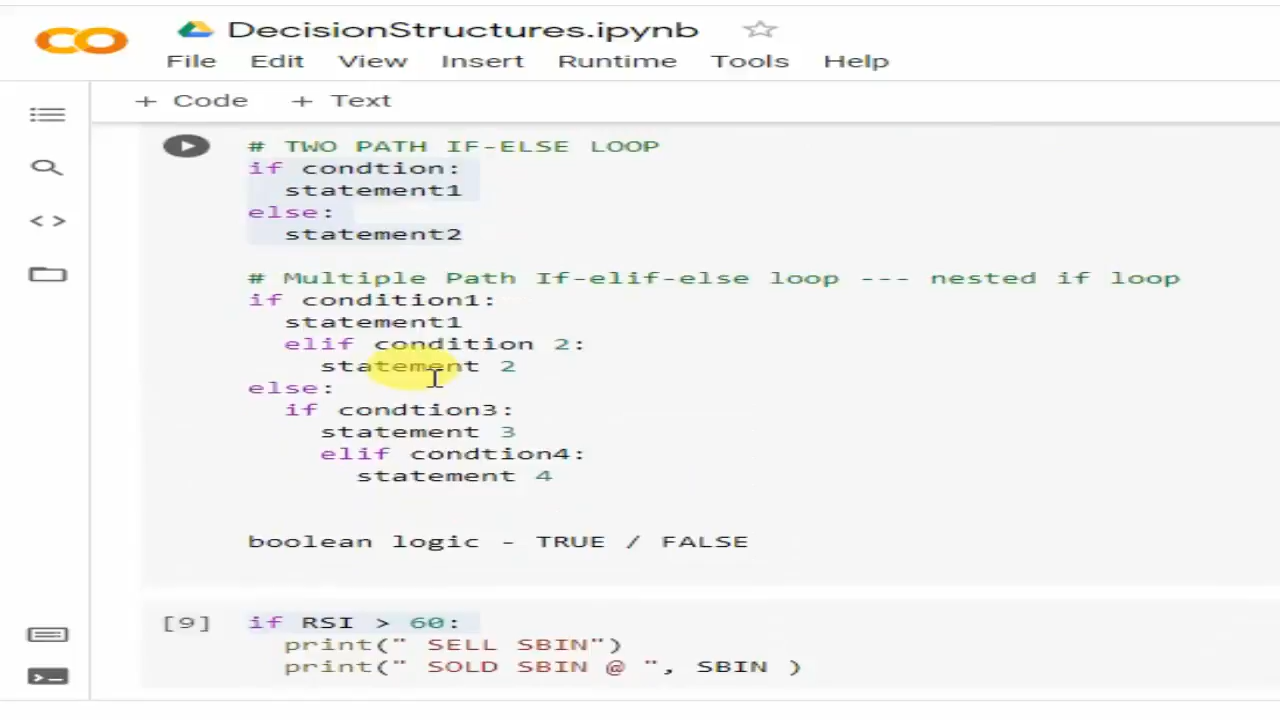 DecisionStructures.ipynb
File Edit View Insert Runtime Tools Help
+ Code + Text
# TWO PATH IF-ELSE LOOP
if condtion:
statement1
else:
statement2
# Multiple Path If-elif-else loop --- nested if loop
if condition1:
statement1
elif condition 2:
statement 2
else:
if condtion3:
statement 3
elif condtion4:
statement 4
boolean logic - TRUE / FALSE
[9] if RSI > 60:
print(" SELL SBIN")
print(" SOLD SBIN @ ", SBIN )